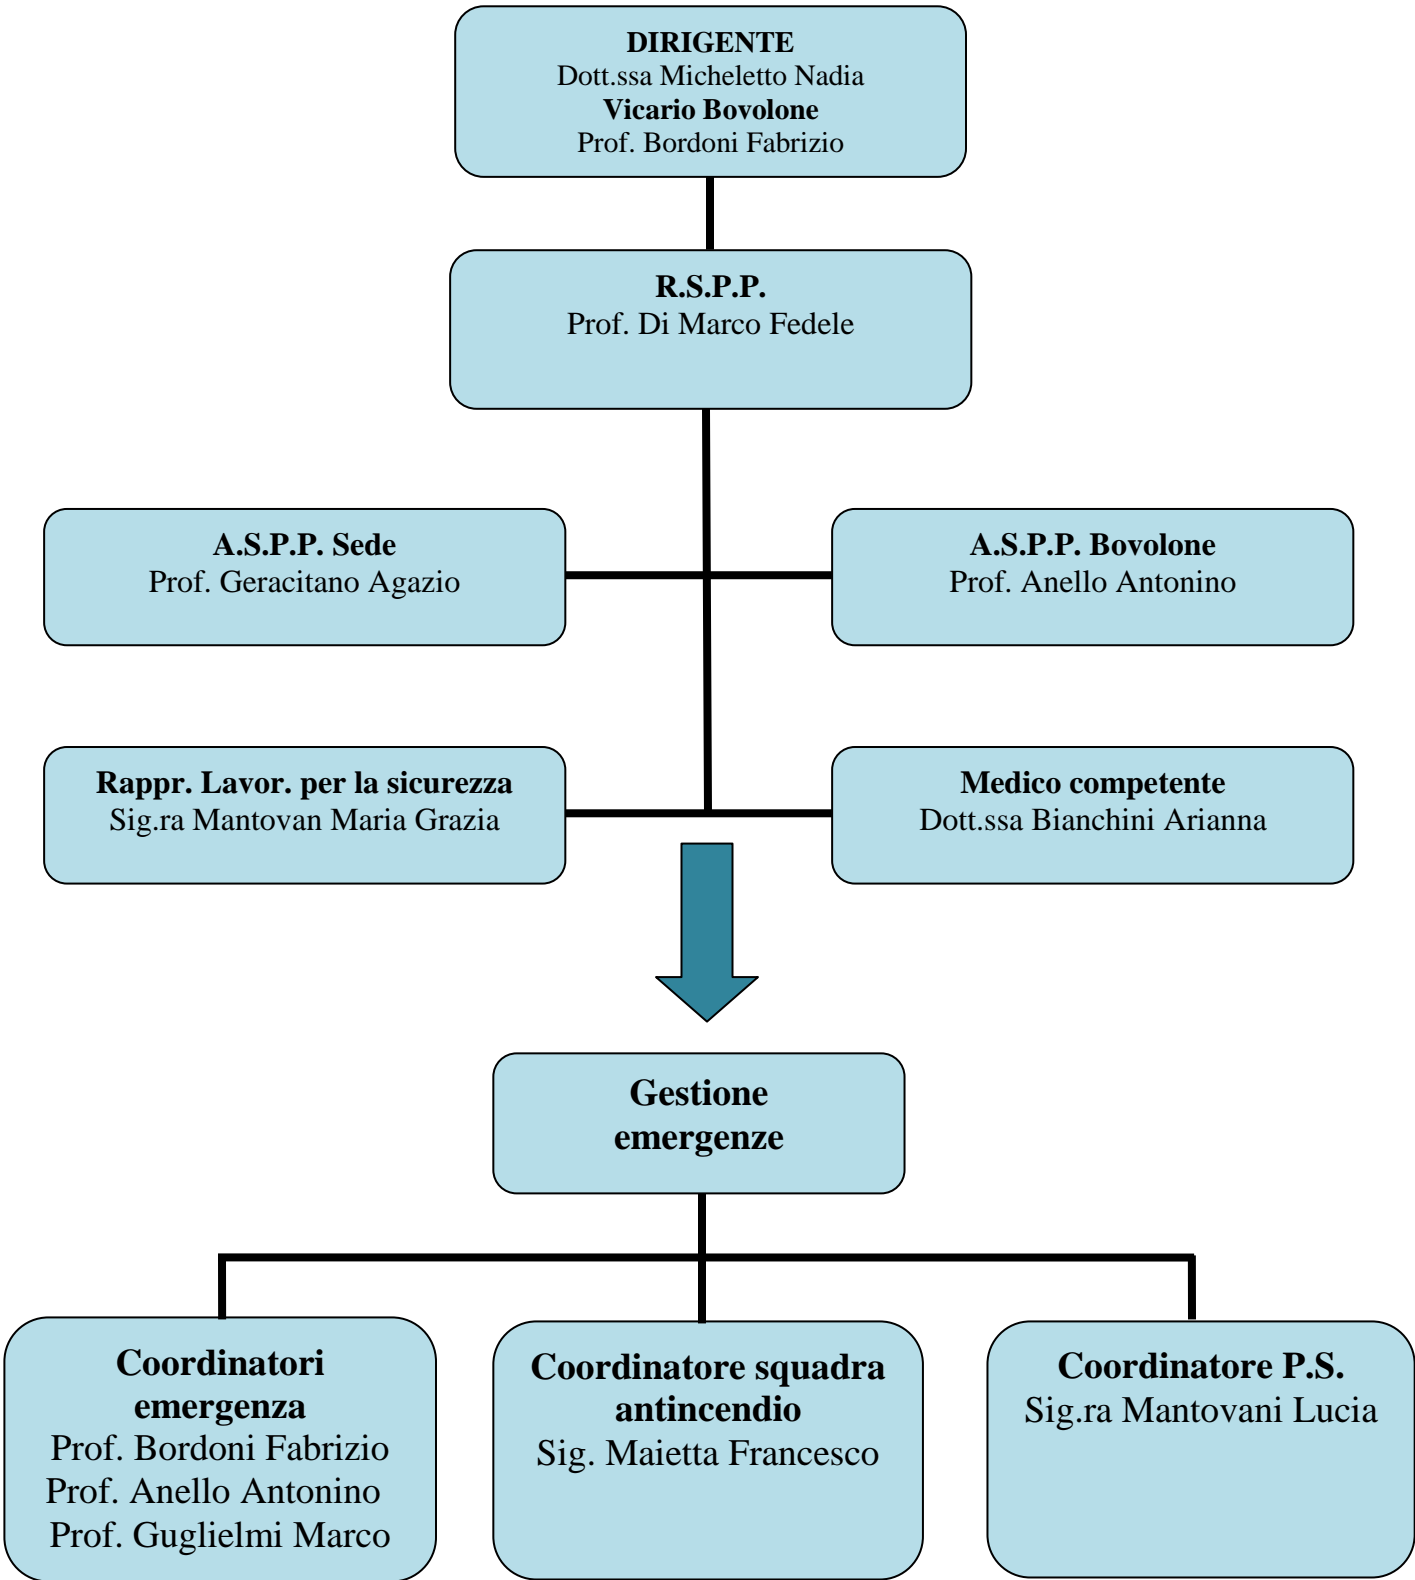 DIRIGENTE
Dott.ssa Micheletto Nadia
Vicario Bovolone
Prof. Bordoni Fabrizio
R.S.P.P.
Prof. Di Marco Fedele
A.S.P.P. Sede
Prof. Geracitano Agazio
A.S.P.P. Bovolone
Prof. Anello Antonino
Rappr. Lavor. per la sicurezza
Sig.ra Mantovan Maria Grazia
Medico competente
Dott.ssa Bianchini Arianna
Gestione
emergenze
Coordinatori
emergenza
Prof. Bordoni Fabrizio
Prof. Anello Antonino
Prof. Guglielmi Marco
Coordinatore squadra
antincendio
Sig. Maietta Francesco
Coordinatore P.S.
Sig.ra Mantovani Lucia